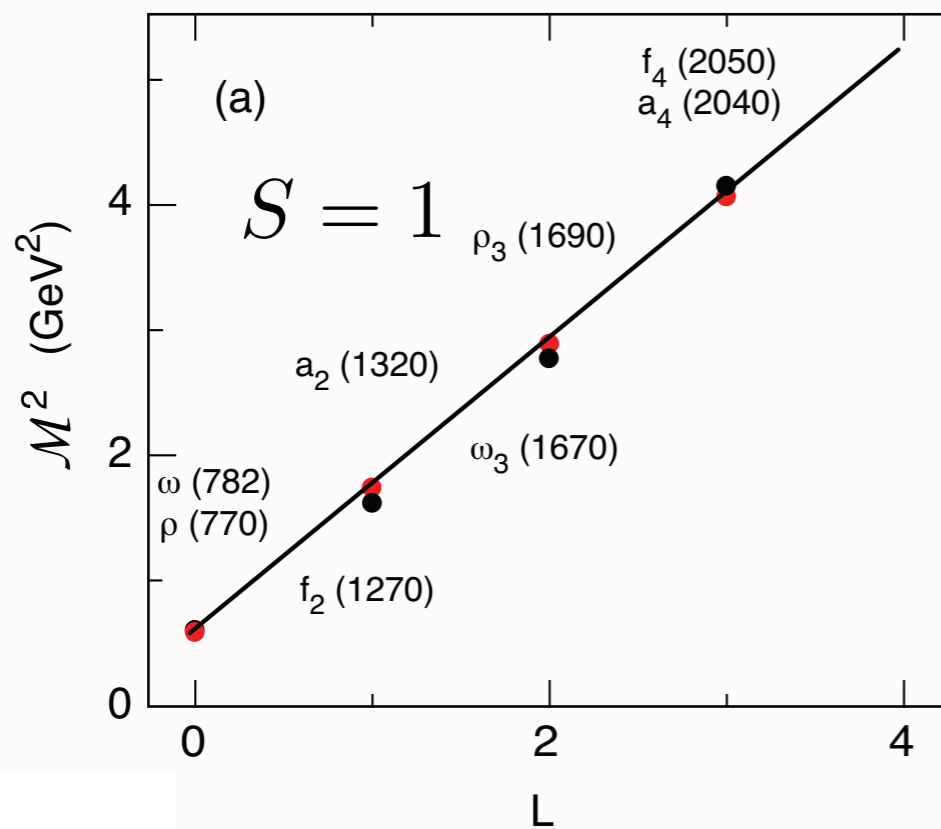 f₄ (2050)
(a)
a₄ (2040)
4
S = 1
ρ₃ (1690)
ℳ² (GeV²)
a₂ (1320)
2
ω₃ (1670)
ω (782)
ρ (770)
f₂ (1270)
0
0 2 4
L